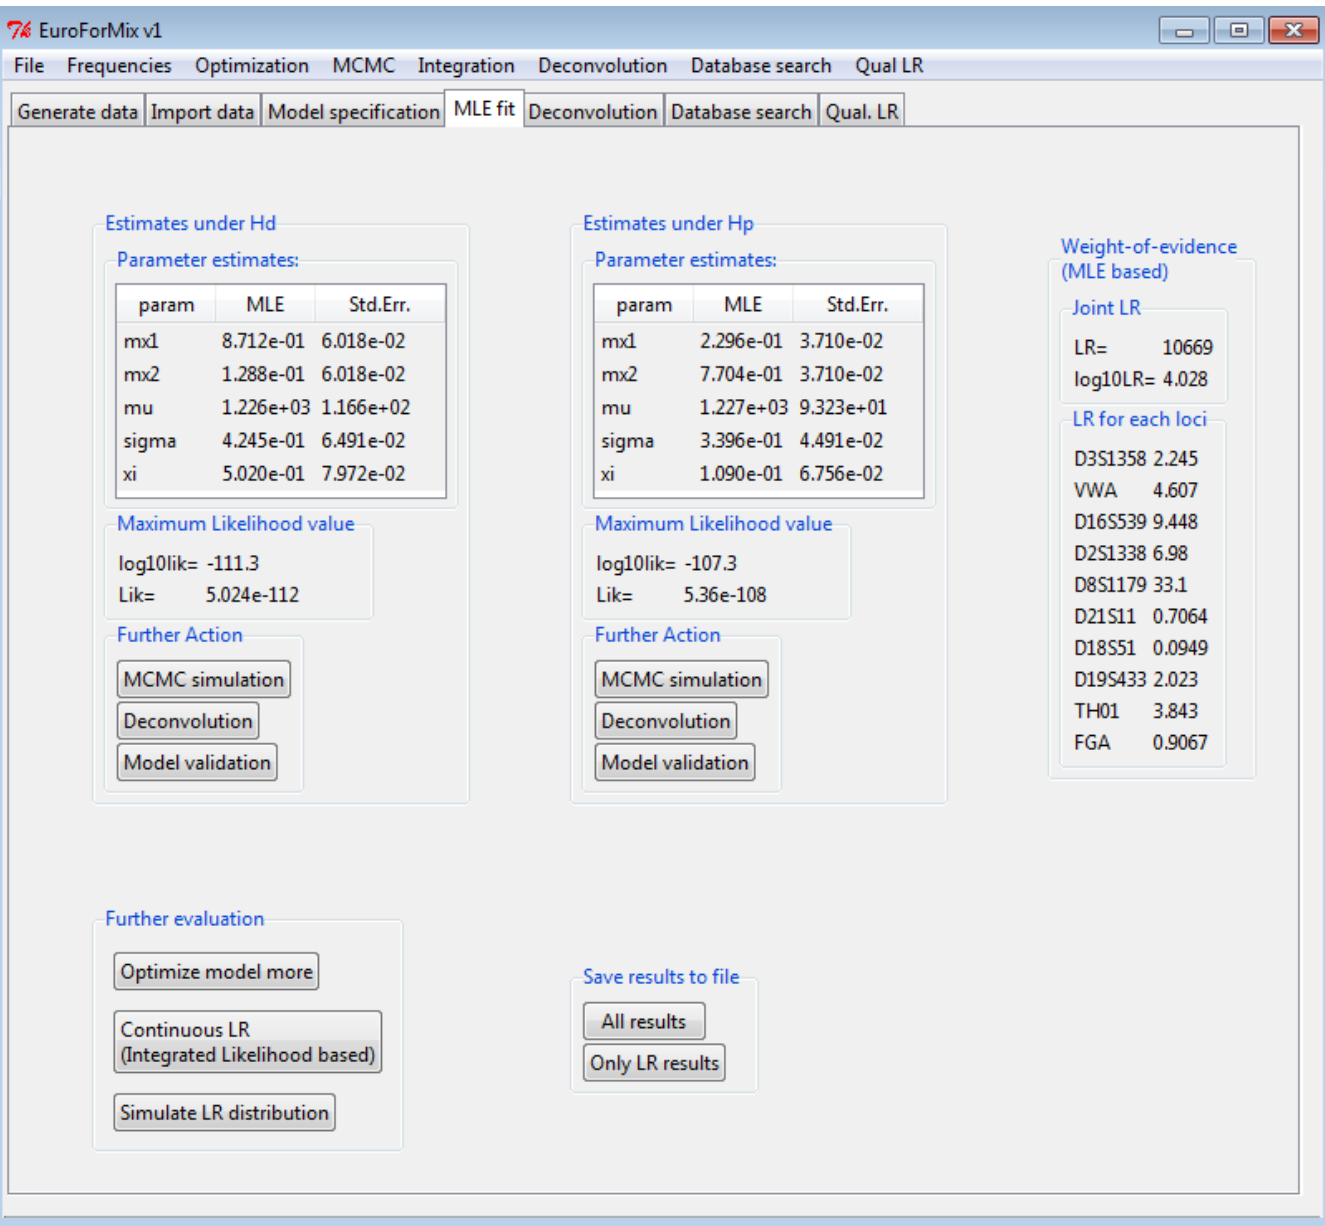 EuroForMix v1
File Frequencies Optimization MCMC Integration Deconvolution Database search Qual LR
Generate data Import data Model specification MLE fit Deconvolution Database search Qual. LR
Estimates under Hd
Parameter estimates:
param MLE Std.Err.
mx1 8.712e-01 6.018e-02
mx2 1.288e-01 6.018e-02
mu 1.226e+03 1.166e+02
sigma 4.245e-01 6.491e-02
xi 5.020e-01 7.972e-02
Maximum Likelihood value
log10lik= -111.3
Lik= 5.024e-112
Further Action
MCMC simulation
Deconvolution
Model validation
Estimates under Hp
Parameter estimates:
param MLE Std.Err.
mx1 2.296e-01 3.710e-02
mx2 7.704e-01 3.710e-02
mu 1.227e+03 9.323e+01
sigma 3.396e-01 4.492e-02
xi 1.090e-01 6.756e-02
Maximum Likelihood value
log10lik= -107.3
Lik= 5.36e-108
Further Action
MCMC simulation
Deconvolution
Model validation
Weight-of-evidence
(MLE based)
Joint LR
LR= 10669
log10LR= 4.028
LR for each loci
D3S1358 2.245
VWA 4.607
D16S539 9.448
D2S1338 6.98
D8S1179 33.1
D21S11 0.7064
D18S51 0.0949
D19S433 2.023
TH01 3.843
FGA 0.9067
Further evaluation
Optimize model more
Continuous LR
(Integrated Likelihood based)
Simulate LR distribution
Save results to file
All results
Only LR results